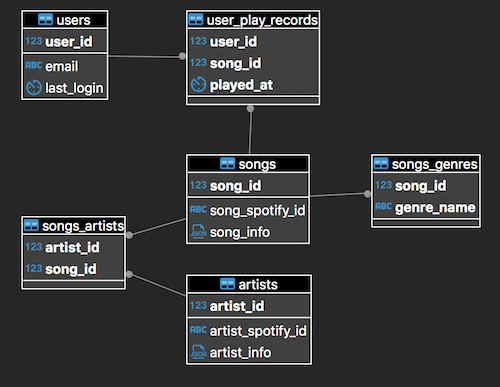 users
123 user_id
ABC email
last_login
user_play_records
123 user_id
123 song_id
played_at
songs
123 song_id
ABC song_spotify_id
JSON song_info
songs_genres
123 song_id
ABC genre_name
songs_artists
123 artist_id
123 song_id
artists
123 artist_id
ABC artist_spotify_id
JSON artist_info